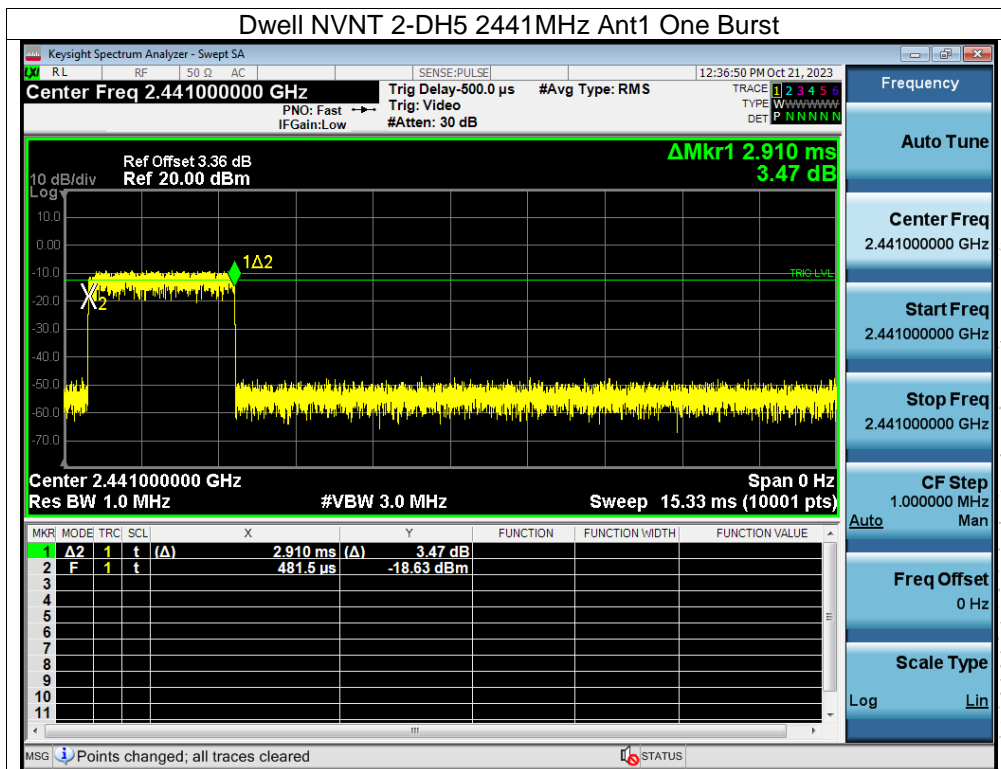 Dwell NVNT 2-DH5 2441MHz Ant1 One Burst
Keysight Spectrum Analyzer - Swept SA
LXI RL RF 50 Ω AC SENSE:PULSE 12:36:50 PM Oct 21, 2023
Center Freq 2.441000000 GHz Trig Delay-500.0 µs #Avg Type: RMS TRACE 1 2 3 4 5 6
PNO: Fast Trig: Video TYPE WWWWWW
IFGain:Low #Atten: 30 dB DET P N N N N N
Ref Offset 3.36 dB ΔMkr1 2.910 ms
10 dB/div Ref 20.00 dBm 3.47 dB
Log
10.0
0.00
1Δ2
-10.0
TRIG LVL
-20.0
X2
-30.0
-40.0
-50.0
-60.0
-70.0
Center 2.441000000 GHz Span 0 Hz
Res BW 1.0 MHz #VBW 3.0 MHz Sweep 15.33 ms (10001 pts)
MKR MODE TRC SCL X Y FUNCTION FUNCTION WIDTH FUNCTION VALUE
1 Δ2 1 t (Δ) 2.910 ms (Δ) 3.47 dB
2 F 1 t 481.5 µs -18.63 dBm
3
4
5
6
7
8
9
10
11
MSG Points changed; all traces cleared STATUS
Frequency
Auto Tune
Center Freq
2.441000000 GHz
Start Freq
2.441000000 GHz
Stop Freq
2.441000000 GHz
CF Step
1.000000 MHz
Auto Man
Freq Offset
0 Hz
Scale Type
Log Lin